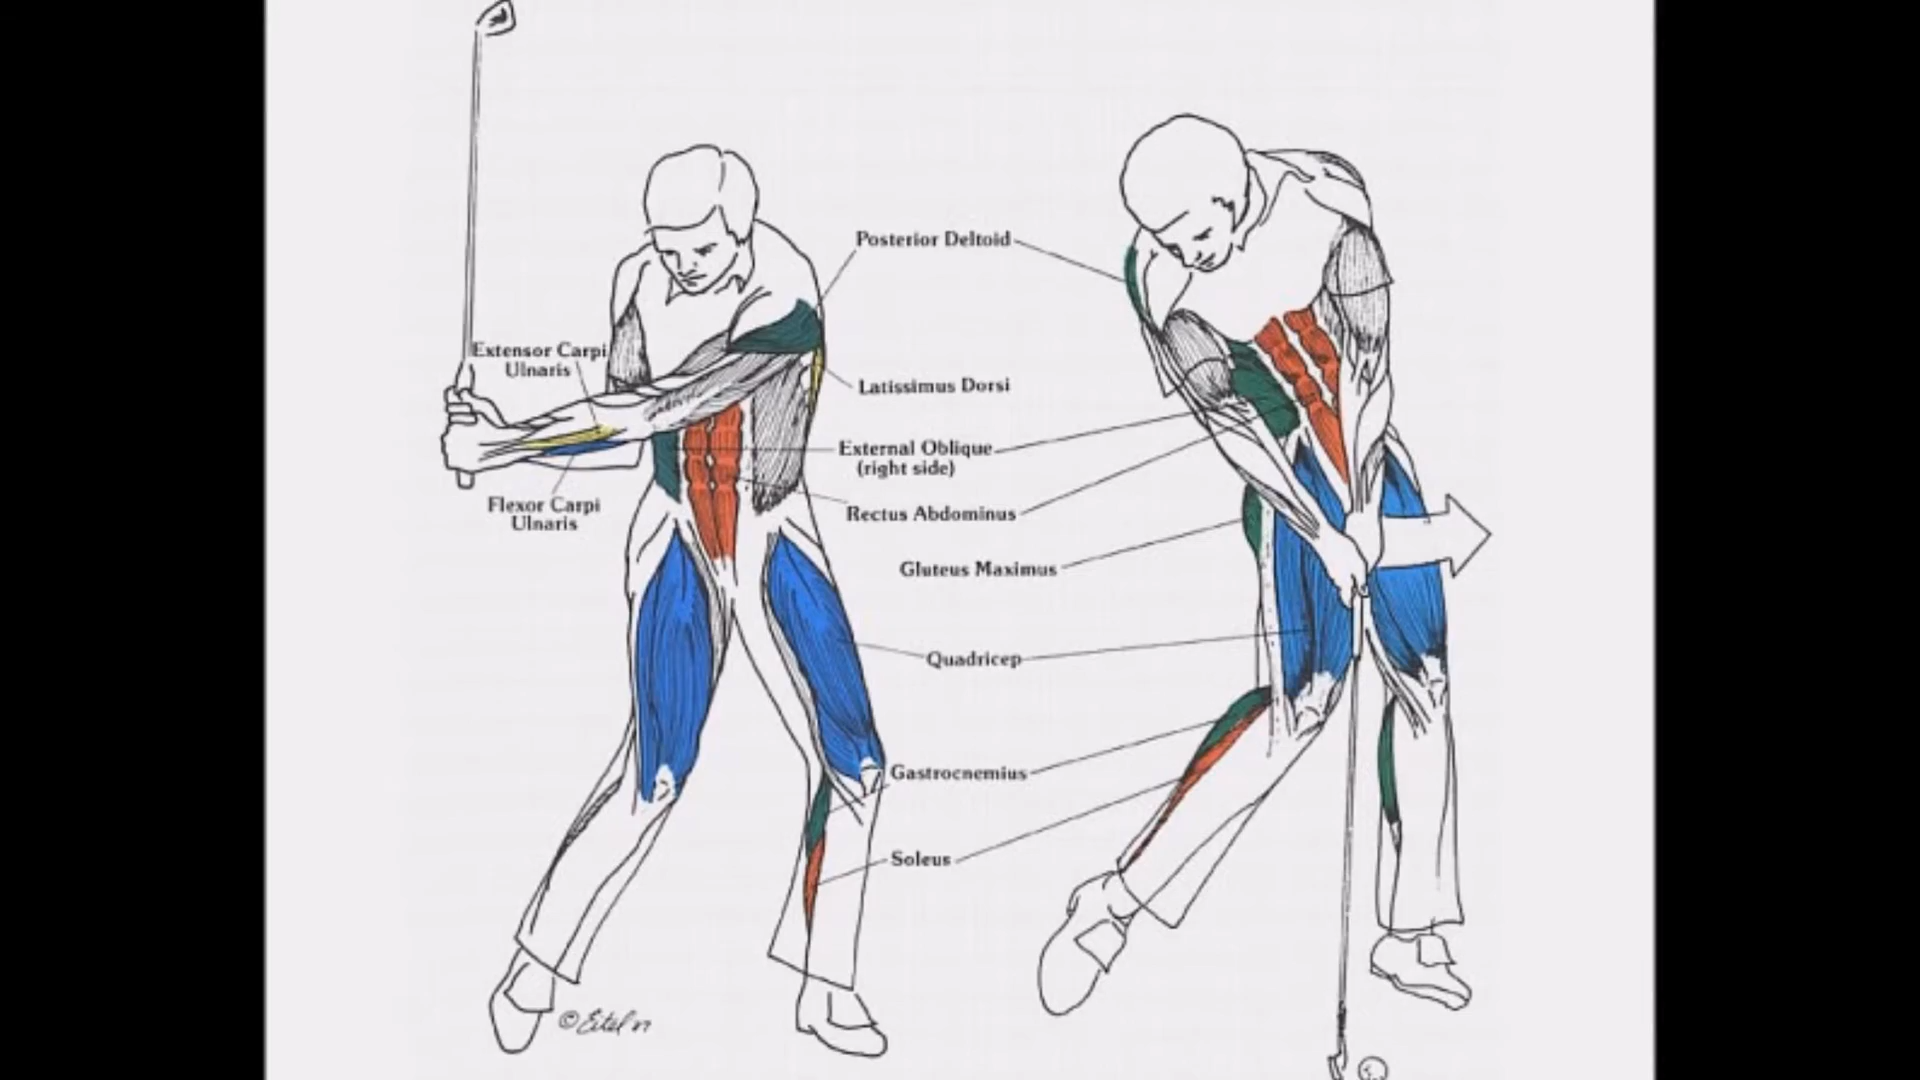 Posterior Deltoid
Extensor Carpi
Ulnaris
Latissimus Dorsi
External Oblique
(right side)
Flexor Carpi
Ulnaris
Rectus Abdominus
Gluteus Maximus
Quadricep
Gastrocnemius
Soleus